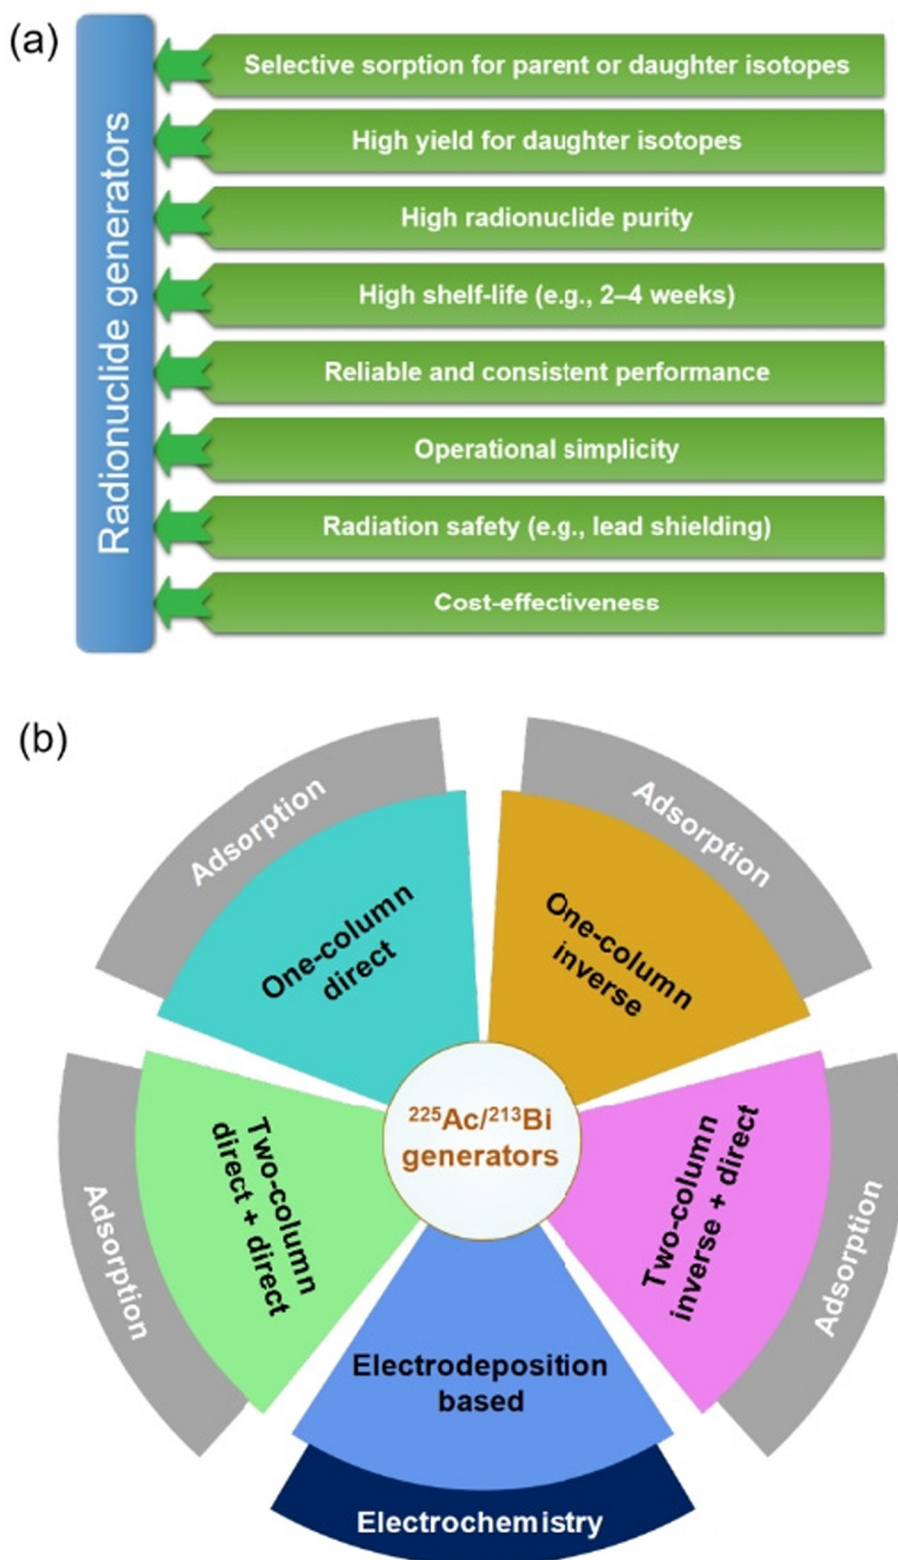 (a)
Radionuclide generators
Selective sorption for parent or daughter isotopes
High yield for daughter isotopes
High radionuclide purity
High shelf-life (e.g., 2–4 weeks)
Reliable and consistent performance
Operational simplicity
Radiation safety (e.g., lead shielding)
Cost-effectiveness
(b)
Adsorption
One-column
direct
Adsorption
One-column
inverse
Adsorption
Two-column
direct + direct
²²⁵Ac/²¹³Bi
generators
Two-column
inverse + direct
Adsorption
Electrodeposition
based
Electrochemistry